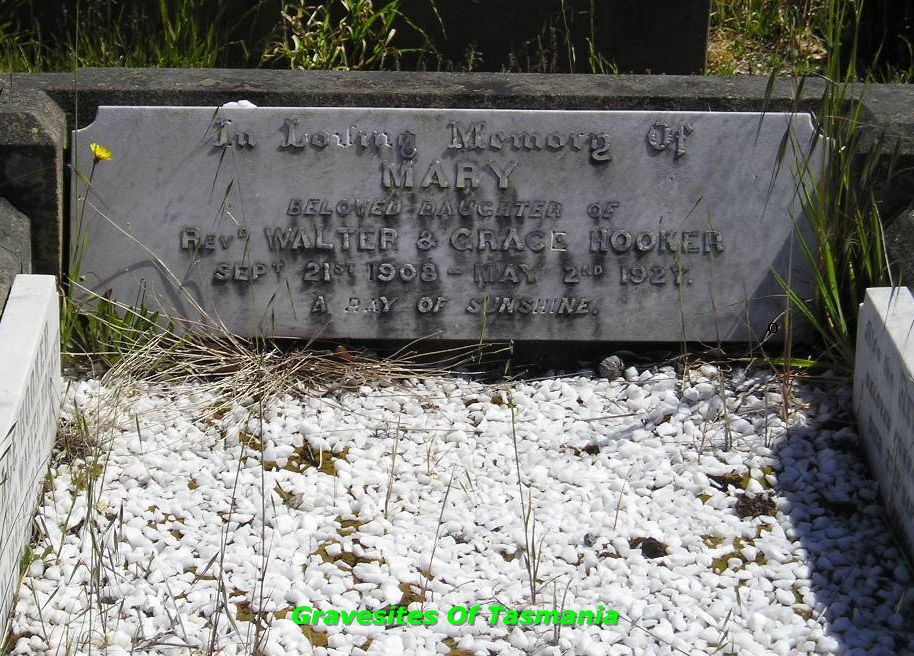 In Loving Memory Of
MARY
BELOVED DAUGHTER OF
REVD WALTER & GRACE HOOKER
SEPT 21ST 1908 - MAY 2ND 1927.
A RAY OF SUNSHINE.
Gravesites Of Tasmania